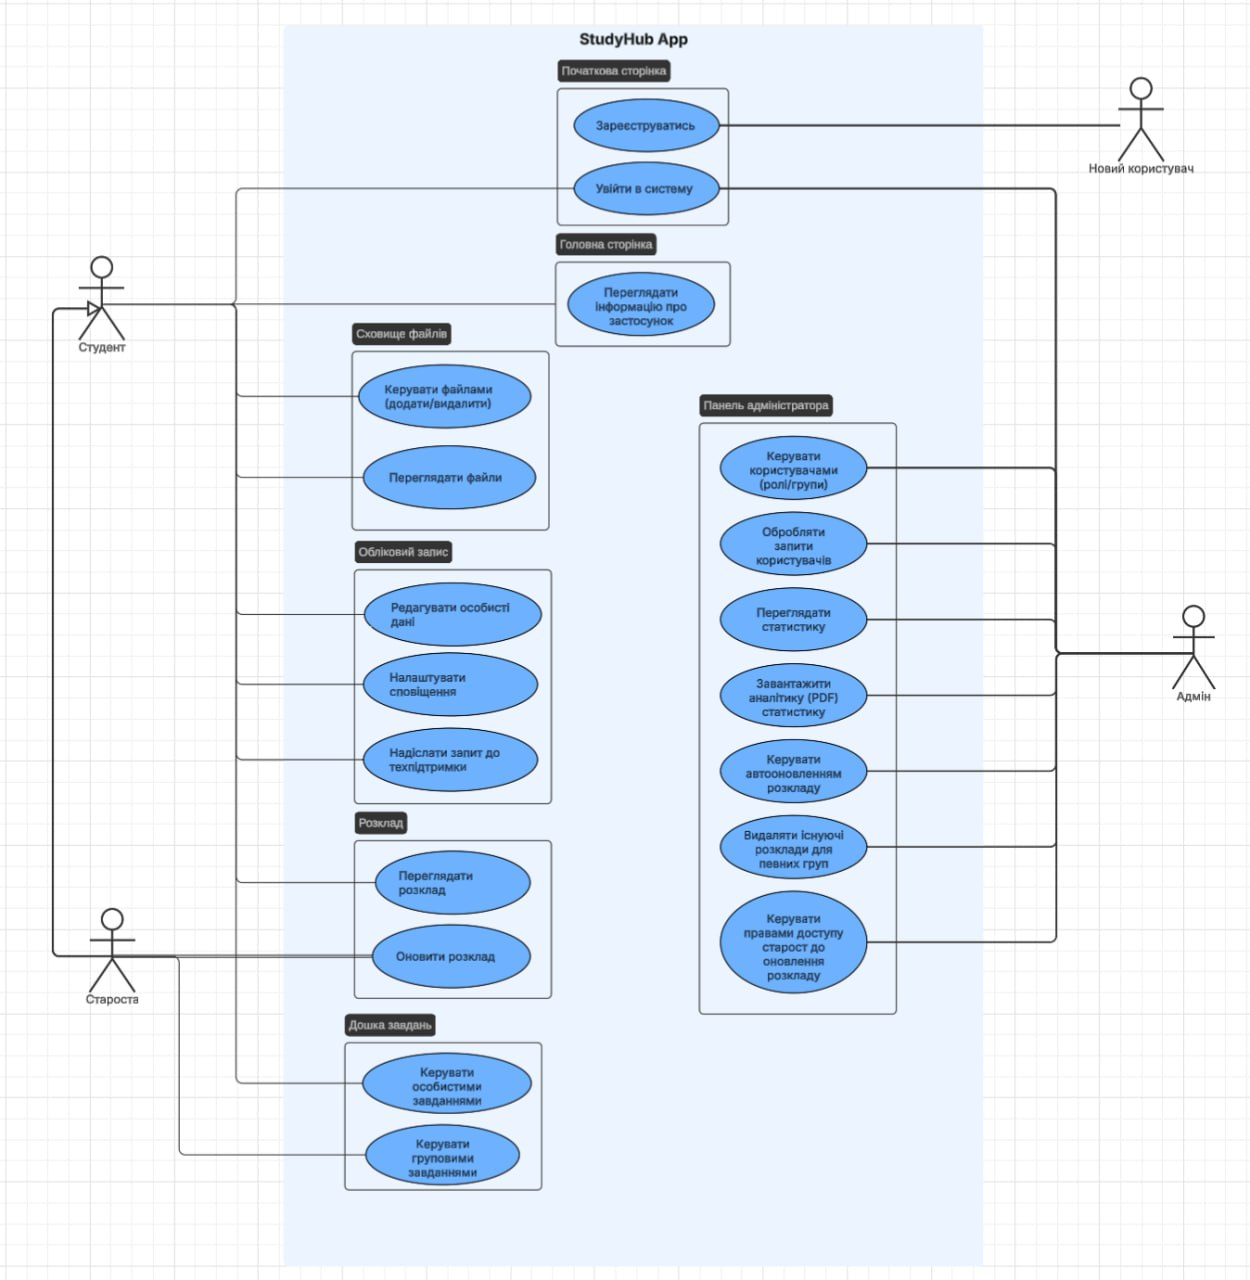 StudyHub App
Початкова сторінка
Зареєструватись
Новий користувач
Увійти в систему
Головна сторінка
Переглядати
інформацію про
застосунок
Студент
Сховище файлів
Керувати файлами
(додати/видалити)
Переглядати файли
Обліковий запис
Редагувати особисті
дані
Налаштувати
сповіщення
Надіслати запит до
техпідтримки
Розклад
Переглядати
розклад
Оновити розклад
Староста
Дошка завдань
Керувати
особистими
завданнями
Керувати
груповими
завданнями
Панель адміністратора
Керувати
користувачами
(ролі/групи)
Обробляти
запити
користувачів
Переглядати
статистику
Завантажити
аналітику (PDF)
статистику
Керувати
автооновленням
розкладу
Видаляти існуючі
розклади для
певних груп
Керувати
правами доступу
старост до
оновлення
розкладу
Адмін